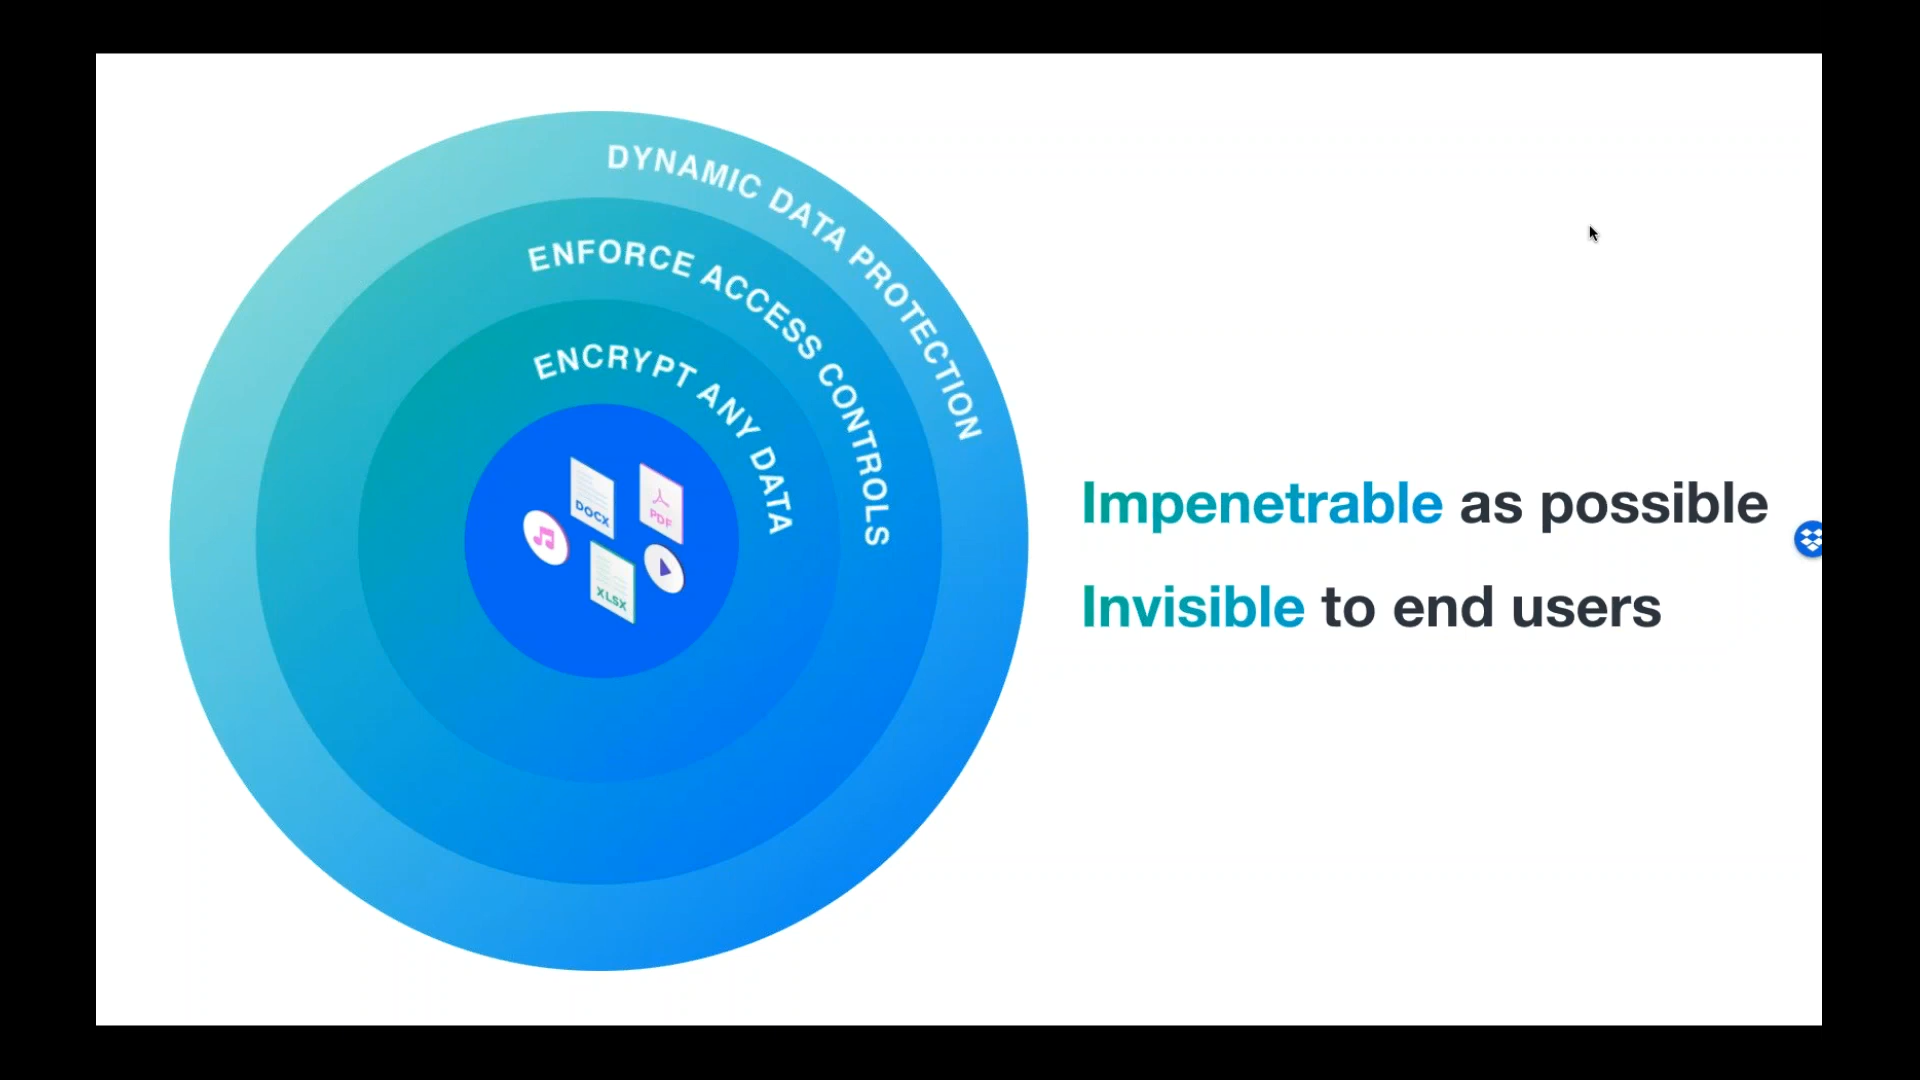 DYNAMIC DATA PROTECTION
ENFORCE ACCESS CONTROLS
ENCRYPT ANY DATA
DOCX
PDF
XLSX
Impenetrable as possible
Invisible to end users